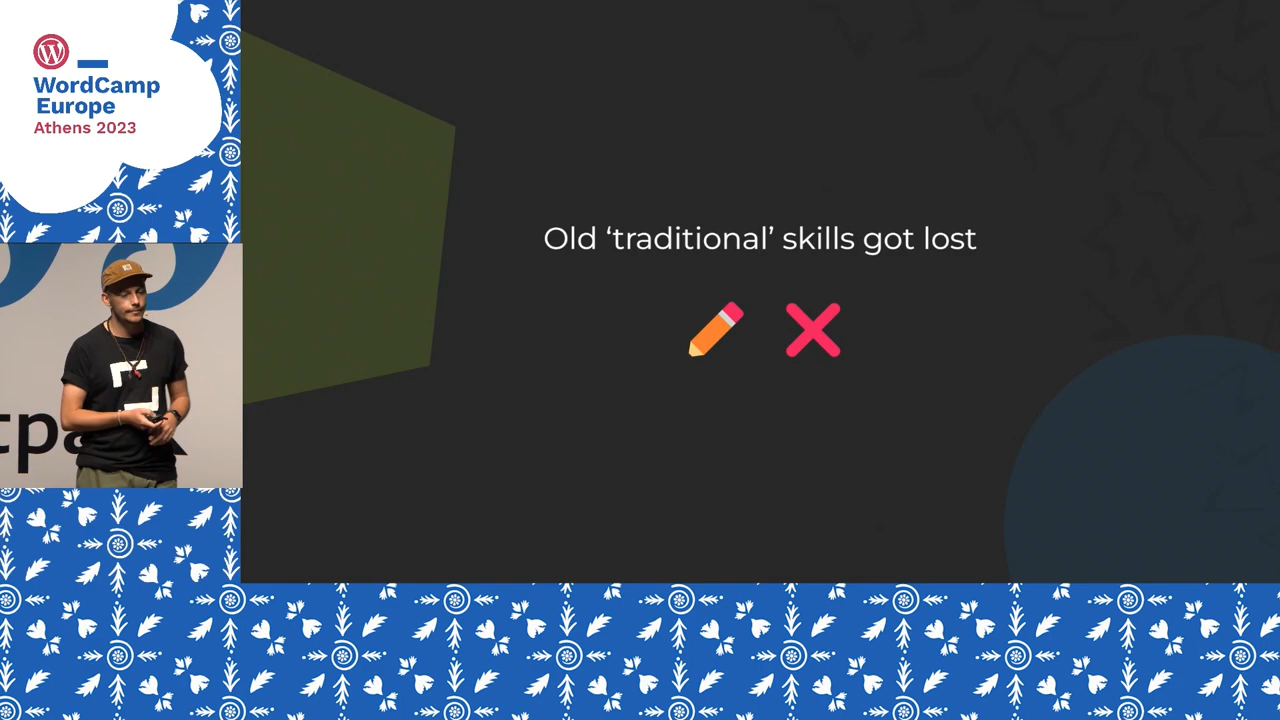 WordCamp
Europe
Athens 2023
Old ‘traditional’ skills got lost